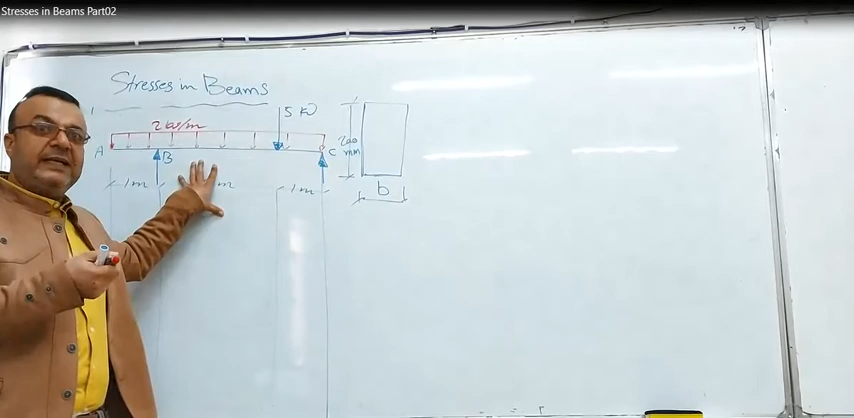 Stresses in Beams Part02
Stresses in Beams
5 kN
2 kN/m
A
B
C
200
mm
1m
m
1m
b